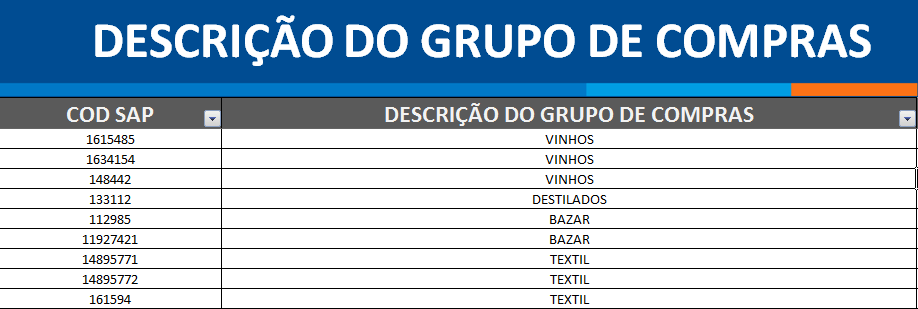 DESCRIÇÃO DO GRUPO DE COMPRAS
COD SAP DESCRIÇÃO DO GRUPO DE COMPRAS
1615485 VINHOS
1634154 VINHOS
148442 VINHOS
133112 DESTILADOS
112985 BAZAR
11927421 BAZAR
14895771 TEXTIL
14895772 TEXTIL
161594 TEXTIL